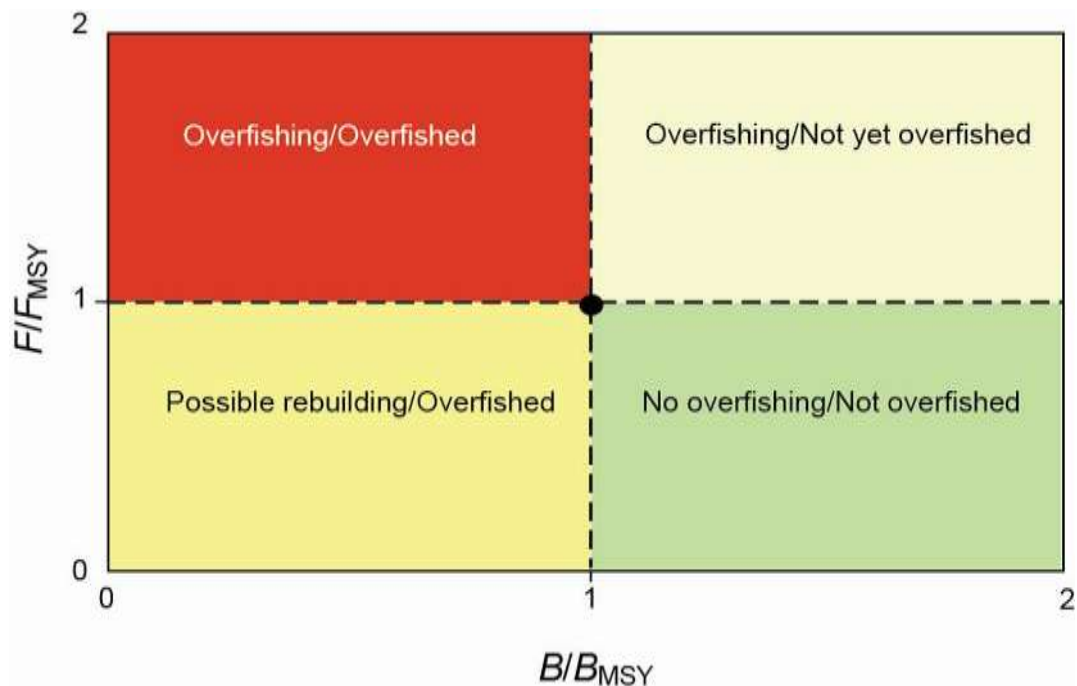 2
Overfishing/Overfished
Overfishing/Not yet overfished
F/FMSY
1
Possible rebuilding/Overfished
No overfishing/Not overfished
0
0
1
2
B/BMSY